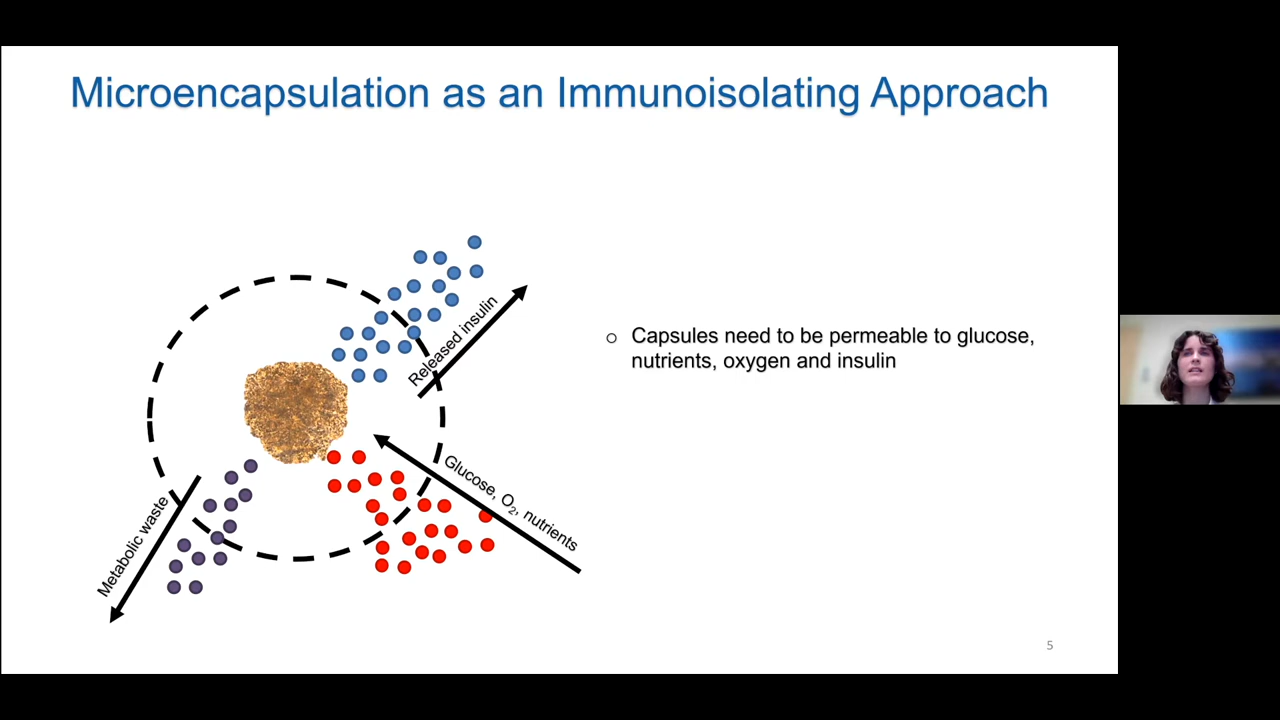 Microencapsulation as an Immunoisolating Approach
Released insulin
○ Capsules need to be permeable to glucose,
nutrients, oxygen and insulin
Glucose, O₂, nutrients
Metabolic waste
5